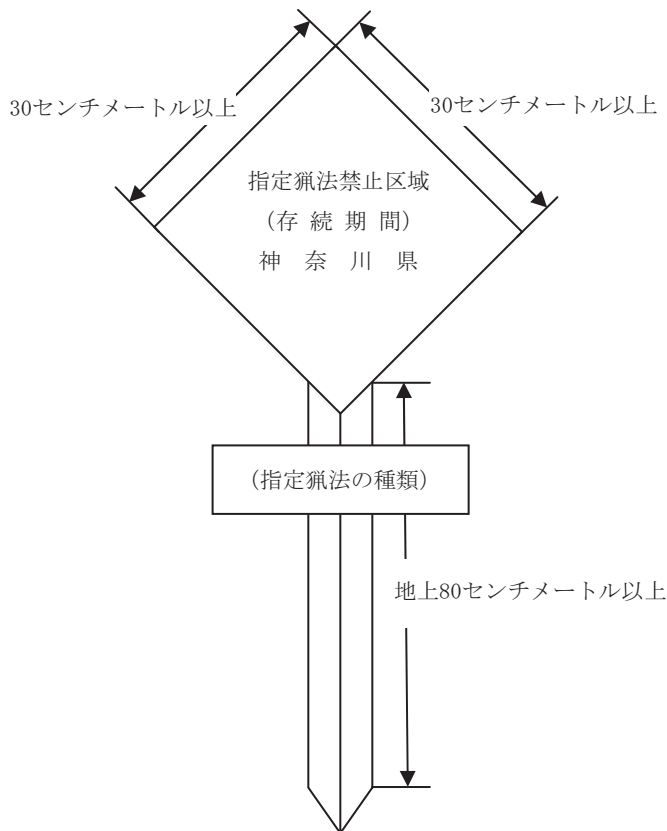 30センチメートル以上
30センチメートル以上
指定猟法禁止区域
(存 続 期 間)
神 奈 川 県
(指定猟法の種類)
地上80センチメートル以上